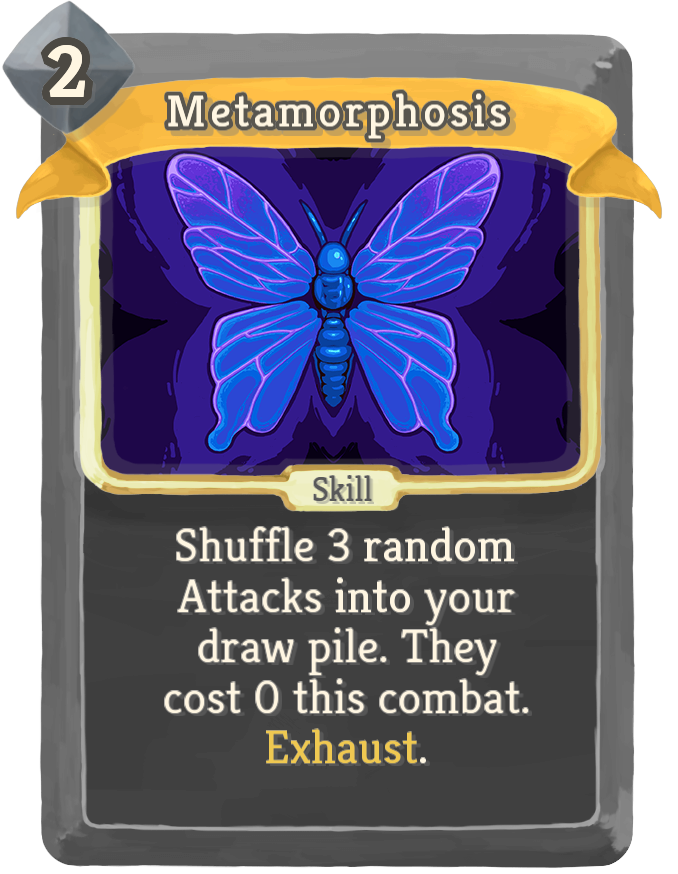 2
Metamorphosis
Skill
Shuffle 3 random
Attacks into your
draw pile. They
cost 0 this combat.
Exhaust.